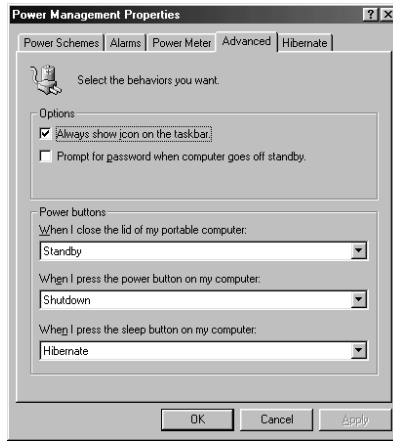 Power Management Properties
Power Schemes Alarms Power Meter Advanced Hibernate
Select the behaviors you want.
Options
Always show icon on the taskbar.
Prompt for password when computer goes off standby.
Power buttons
When I close the lid of my portable computer:
Standby
When I press the power button on my computer:
Shutdown
When I press the sleep button on my computer:
Hibernate
OK Cancel Apply